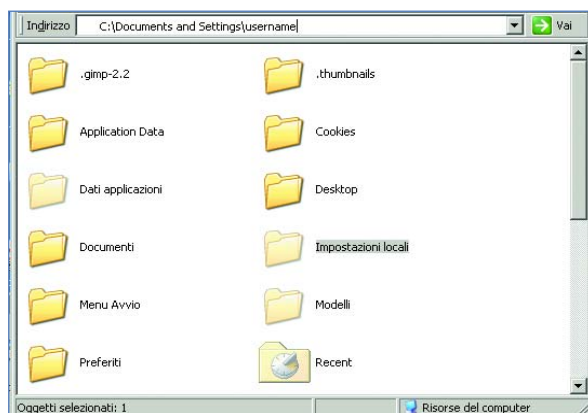 Indirizzo C:\Documents and Settings\username Vai
.gimp-2.2 .thumbnails
Application Data Cookies
Dati applicazioni Desktop
Documenti Impostazioni locali
Menu Avvio Modelli
Preferiti Recent
Oggetti selezionati: 1 Risorse del computer